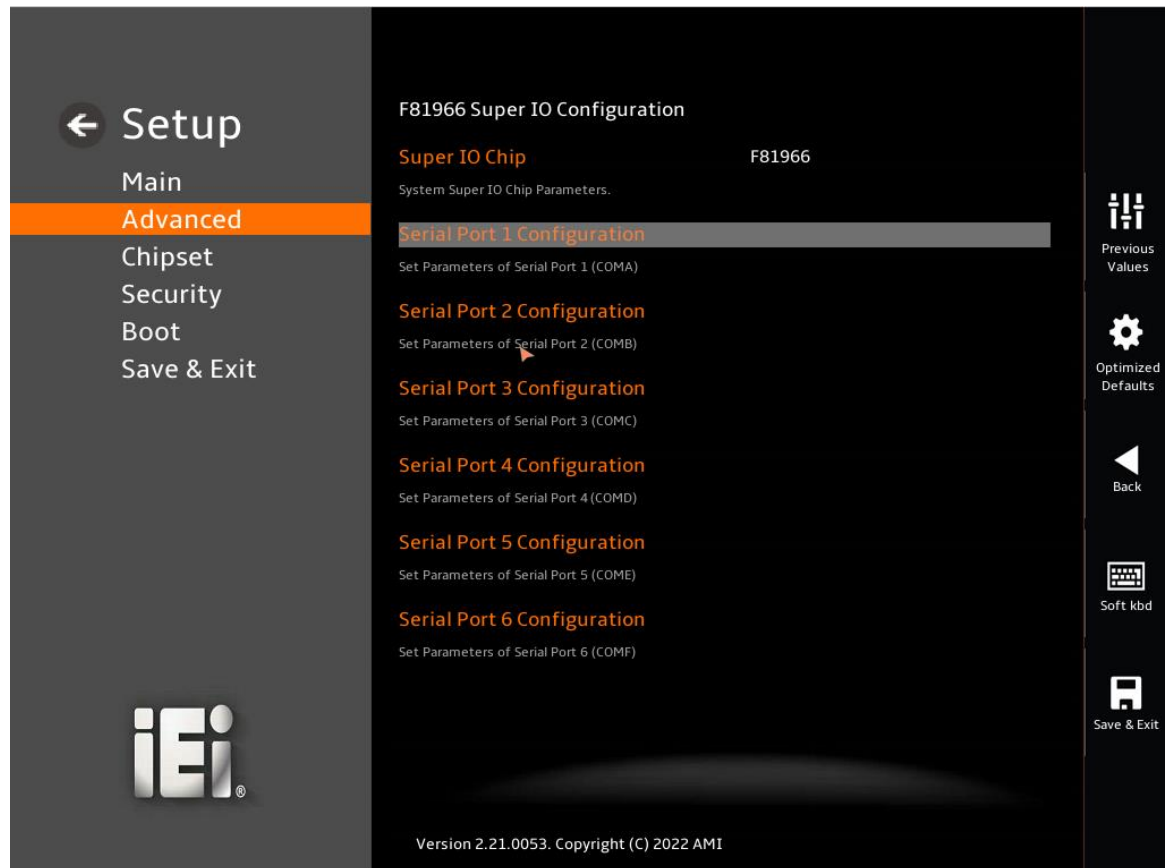 Setup
Main
Advanced
Chipset
Security
Boot
Save & Exit
iEi®
F81966 Super IO Configuration
Super IO Chip F81966
System Super IO Chip Parameters.
Serial Port 1 Configuration
Set Parameters of Serial Port 1 (COMA)
Serial Port 2 Configuration
Set Parameters of Serial Port 2 (COMB)
Serial Port 3 Configuration
Set Parameters of Serial Port 3 (COMC)
Serial Port 4 Configuration
Set Parameters of Serial Port 4 (COMD)
Serial Port 5 Configuration
Set Parameters of Serial Port 5 (COME)
Serial Port 6 Configuration
Set Parameters of Serial Port 6 (COMF)
Version 2.21.0053. Copyright (C) 2022 AMI
Previous
Values
Optimized
Defaults
Back
Soft kbd
Save & Exit